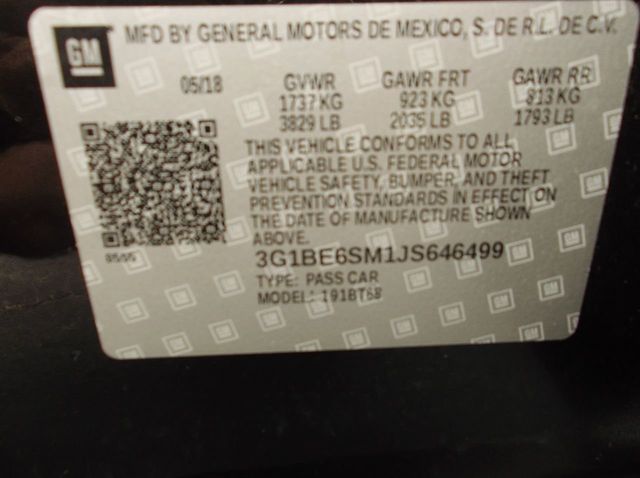 GM MFD BY GENERAL MOTORS DE MEXICO, S. DE R.L. DE C.V.
05/18 GVWR GAWR FRT GAWR RR
1737 KG 923 KG 813 KG
3829 LB 2035 LB 1793 LB
THIS VEHICLE CONFORMS TO ALL
APPLICABLE U.S. FEDERAL MOTOR
VEHICLE SAFETY, BUMPER, AND THEFT
PREVENTION STANDARDS IN EFFECT ON
THE DATE OF MANUFACTURE SHOWN
ABOVE.
3G1BE6SM1JS646499
TYPE: PASS CAR
MODEL: 191BT68